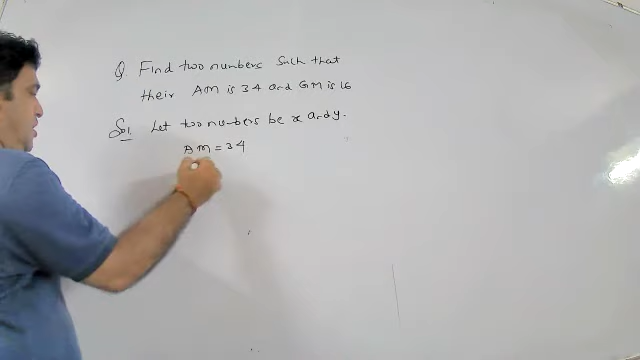 Q. Find two numbers such that
their AM is 34 and GM is 16
Sol. Let two numbers be x and y.
AM = 34